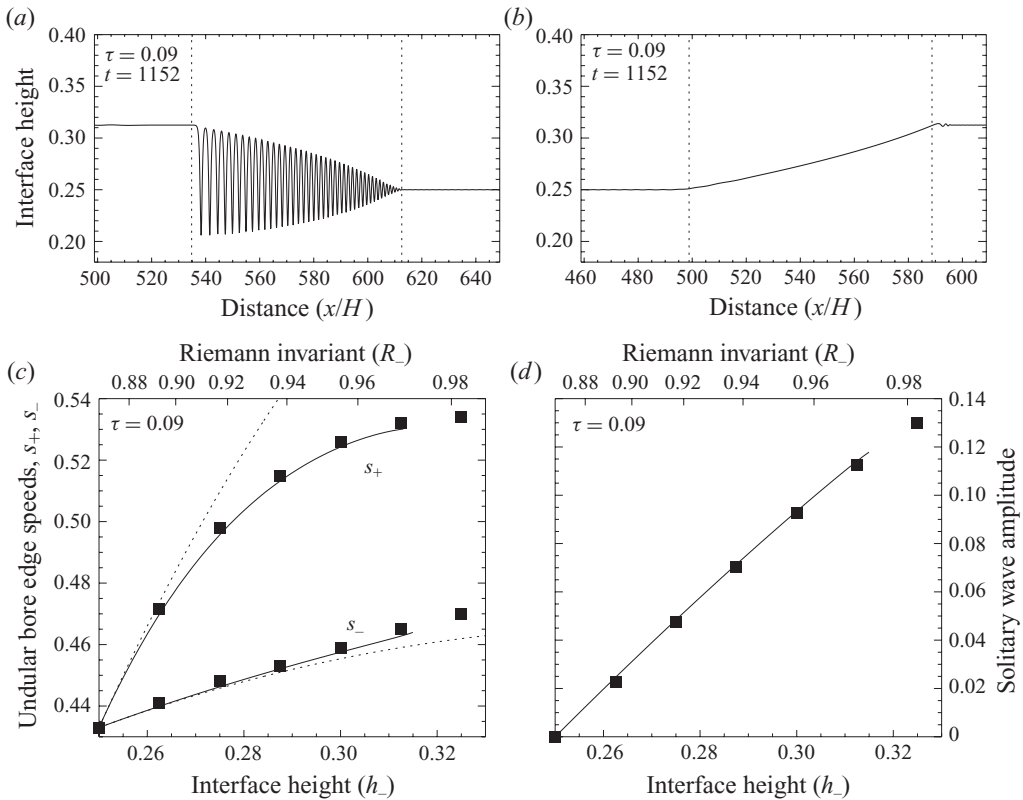 (a)
(b)
0.40
0.35
0.30
0.25
0.20
τ = 0.09
t = 1152
Interface height
500 520 540 560 580 600 620 640
Distance (x/H)
0.40
0.35
0.30
0.25
0.20
τ = 0.09
t = 1152
460 480 500 520 540 560 580 600
Distance (x/H)
(c)
Riemann invariant (R₋)
0.88 0.90 0.92 0.94 0.96 0.98
0.54
0.52
0.50
0.48
0.46
0.44
τ = 0.09
s₊
s₋
Undular bore edge speeds, s₊, s₋
0.26 0.28 0.30 0.32
Interface height (h₋)
(d)
Riemann invariant (R₋)
0.88 0.90 0.92 0.94 0.96 0.98
τ = 0.09
0.14
0.12
0.10
0.08
0.06
0.04
0.02
0
Solitary wave amplitude
0.26 0.28 0.30 0.32
Interface height (h₋)